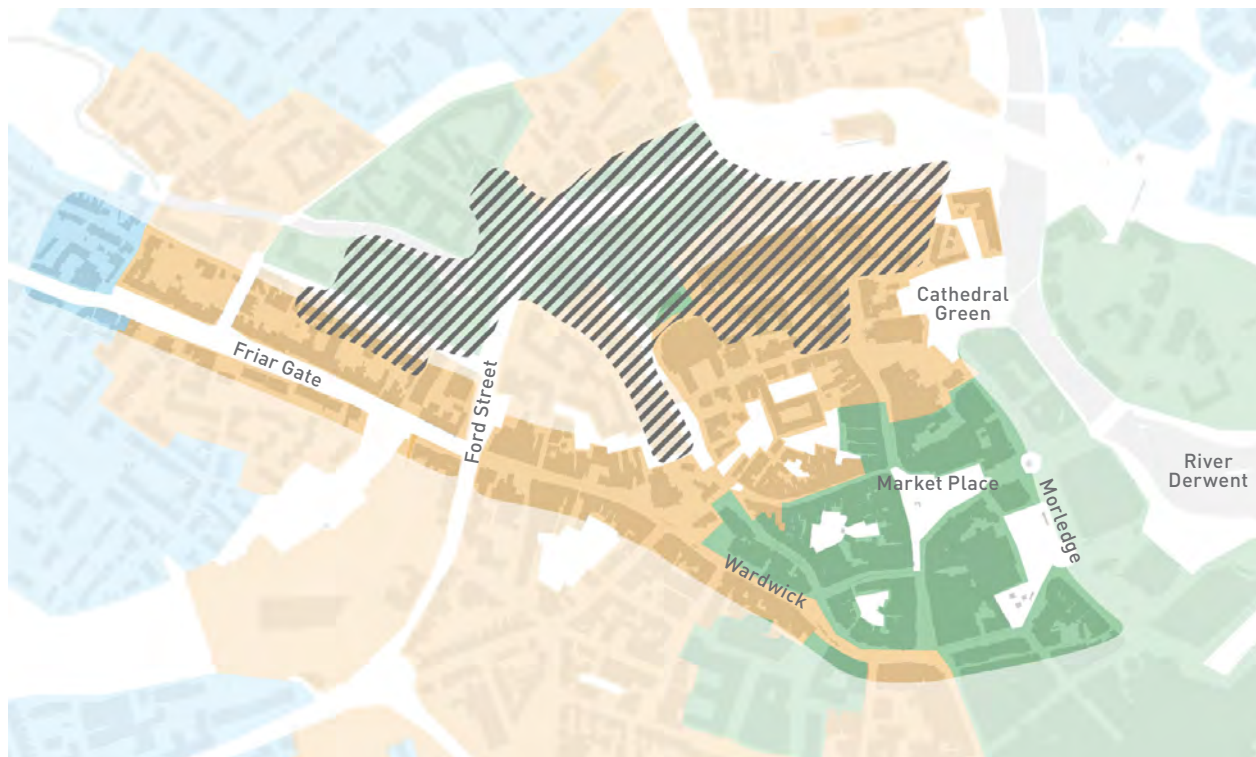 Cathedral
Green
Friar Gate
Ford Street
River
Derwent
Market Place
Morledge
Wardwick